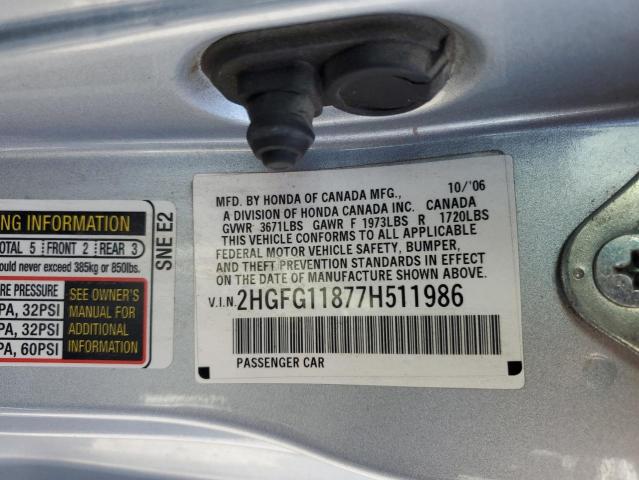 MFD. BY HONDA OF CANADA MFG., 10/'06
A DIVISION OF HONDA CANADA INC. CANADA
GVWR 3671LBS GAWR F 1973LBS R 1720LBS
THIS VEHICLE CONFORMS TO ALL APPLICABLE
FEDERAL MOTOR VEHICLE SAFETY, BUMPER,
AND THEFT PREVENTION STANDARDS IN EFFECT
ON THE DATE OF MANUFACTURE SHOWN ABOVE.
V.I.N. 2HGFG11877H511986
PASSENGER CAR
SNE E2
NG INFORMATION
TOTAL 5 FRONT 2 REAR 3
ould never exceed 385kg or 850lbs.
RE PRESSURE
PA, 32PSI
PA, 32PSI
PA, 60PSI
SEE OWNER'S
MANUAL FOR
ADDITIONAL
INFORMATION